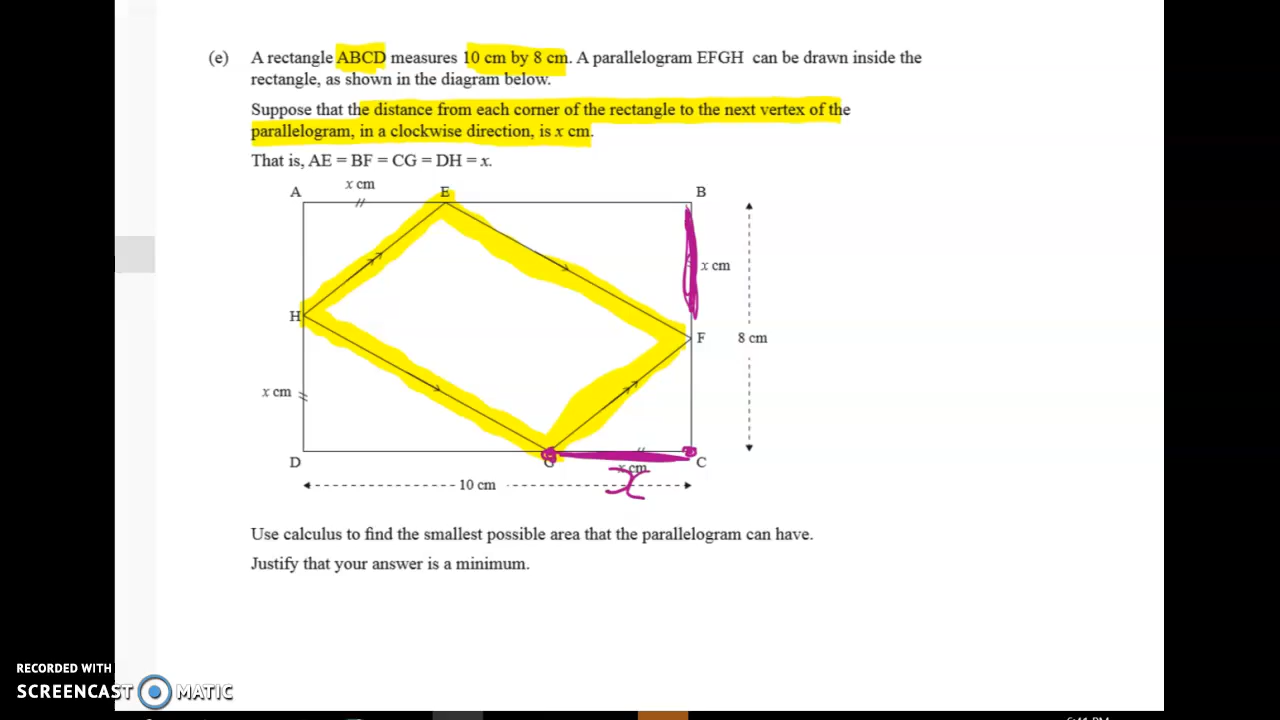 (e) A rectangle ABCD measures 10 cm by 8 cm. A parallelogram EFGH can be drawn inside the
rectangle, as shown in the diagram below.
Suppose that the distance from each corner of the rectangle to the next vertex of the
parallelogram, in a clockwise direction, is x cm.
That is, AE = BF = CG = DH = x.
x cm
A E B
x cm
H
F 8 cm
x cm
D G C
x cm
x
10 cm
Use calculus to find the smallest possible area that the parallelogram can have.
Justify that your answer is a minimum.
RECORDED WITH
SCREENCAST MATIC